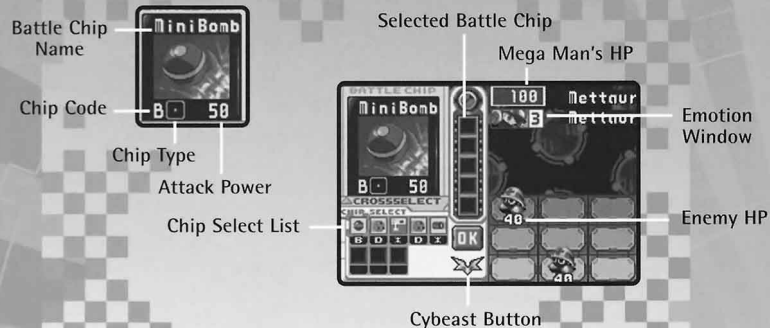 Battle Chip
Name
MiniBomb
Chip Code
B 50
Chip Type
Attack Power
Selected Battle Chip
Mega Man's HP
BATTLE CHIP
100
Mettaur
MiniBomb
3
Mettaur
Emotion
Window
B 50
CROSSSELECT
Chip Select List
CHIP SELECT
B D I D I
OK
40
Enemy HP
40
Cybeast Button